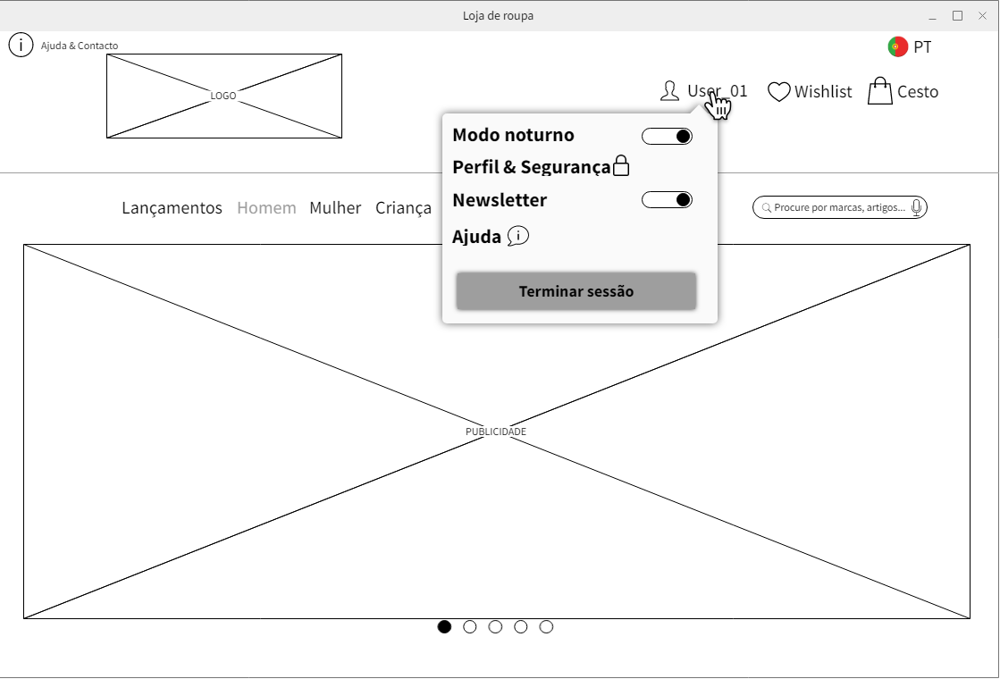 Loja de roupa
Ajuda & Contacto
PT
LOGO
User_01
Wishlist
Cesto
Modo noturno
Perfil & Segurança
Newsletter
Ajuda
Terminar sessão
Lançamentos Homem Mulher Criança
Procure por marcas, artigos...
PUBLICIDADE